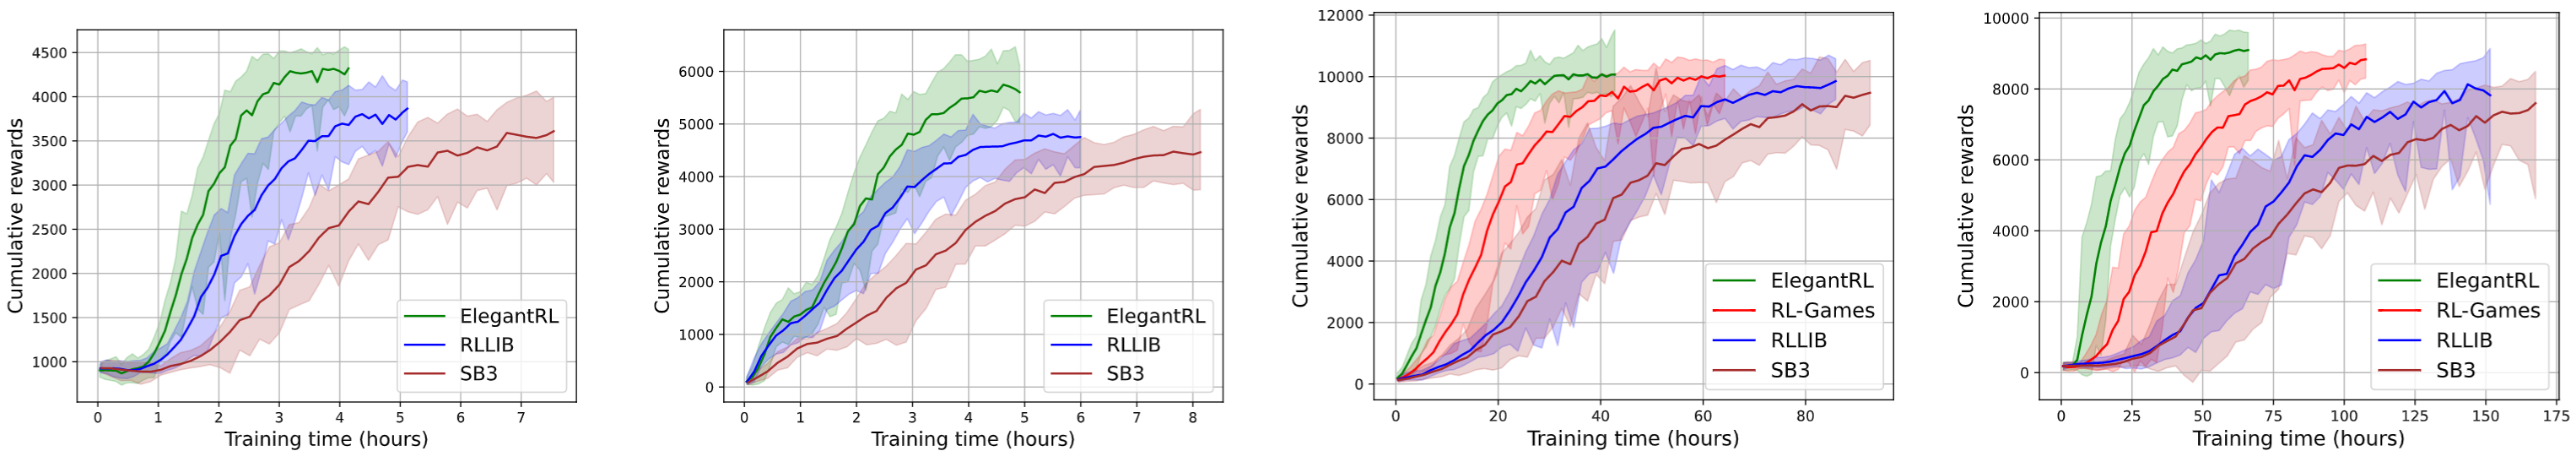 4500
4000
3500
3000
2500
2000
1500
1000
Cumulative rewards
0 1 2 3 4 5 6 7
Training time (hours)
ElegantRL
RLLIB
SB3
6000
5000
4000
3000
2000
1000
0
Cumulative rewards
0 1 2 3 4 5 6 7 8
Training time (hours)
ElegantRL
RLLIB
SB3
12000
10000
8000
6000
4000
2000
0
Cumulative rewards
0 20 40 60 80
Training time (hours)
ElegantRL
RL-Games
RLLIB
SB3
10000
8000
6000
4000
2000
0
Cumulative rewards
0 25 50 75 100 125 150 175
Training time (hours)
ElegantRL
RL-Games
RLLIB
SB3